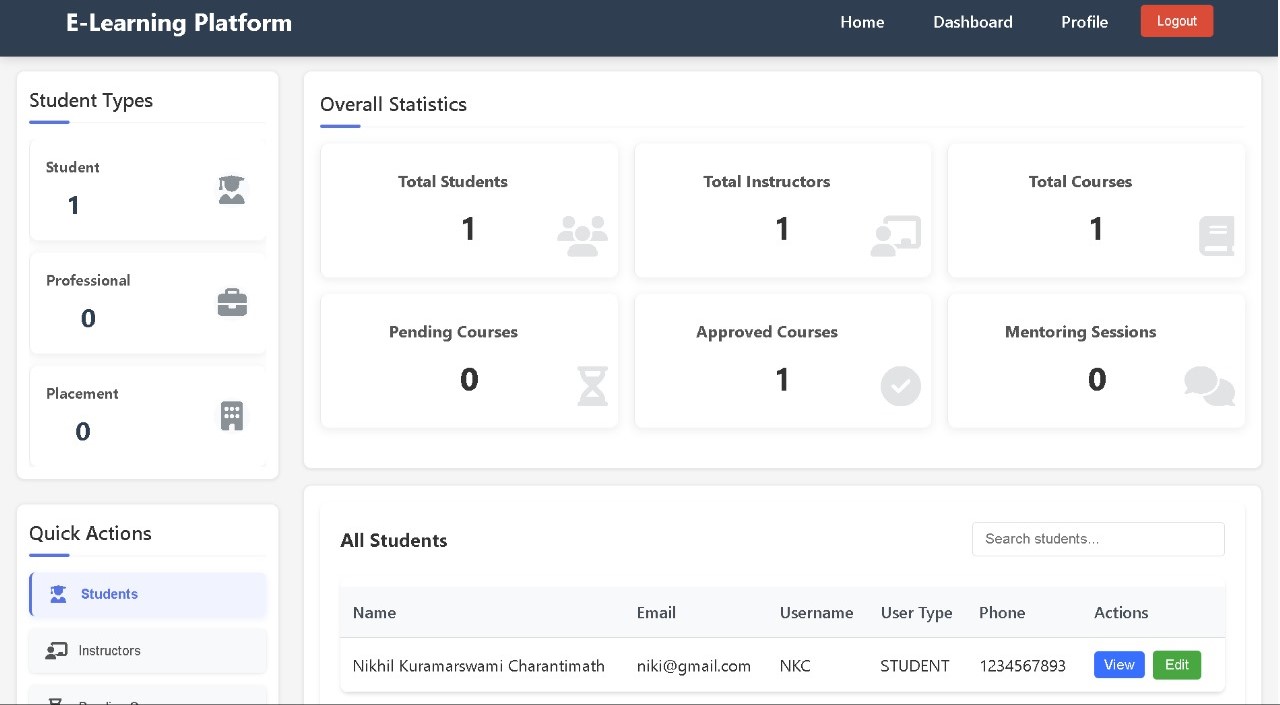 E-Learning Platform
Home Dashboard Profile Logout
Student Types
Student
1
Professional
0
Placement
0
Quick Actions
Students
Instructors
Overall Statistics
Total Students
1
Total Instructors
1
Total Courses
1
Pending Courses
0
Approved Courses
1
Mentoring Sessions
0
All Students
Search students...
Name Email Username User Type Phone Actions
Nikhil Kuramarswami Charantimath niki@gmail.com NKC STUDENT 1234567893 View Edit